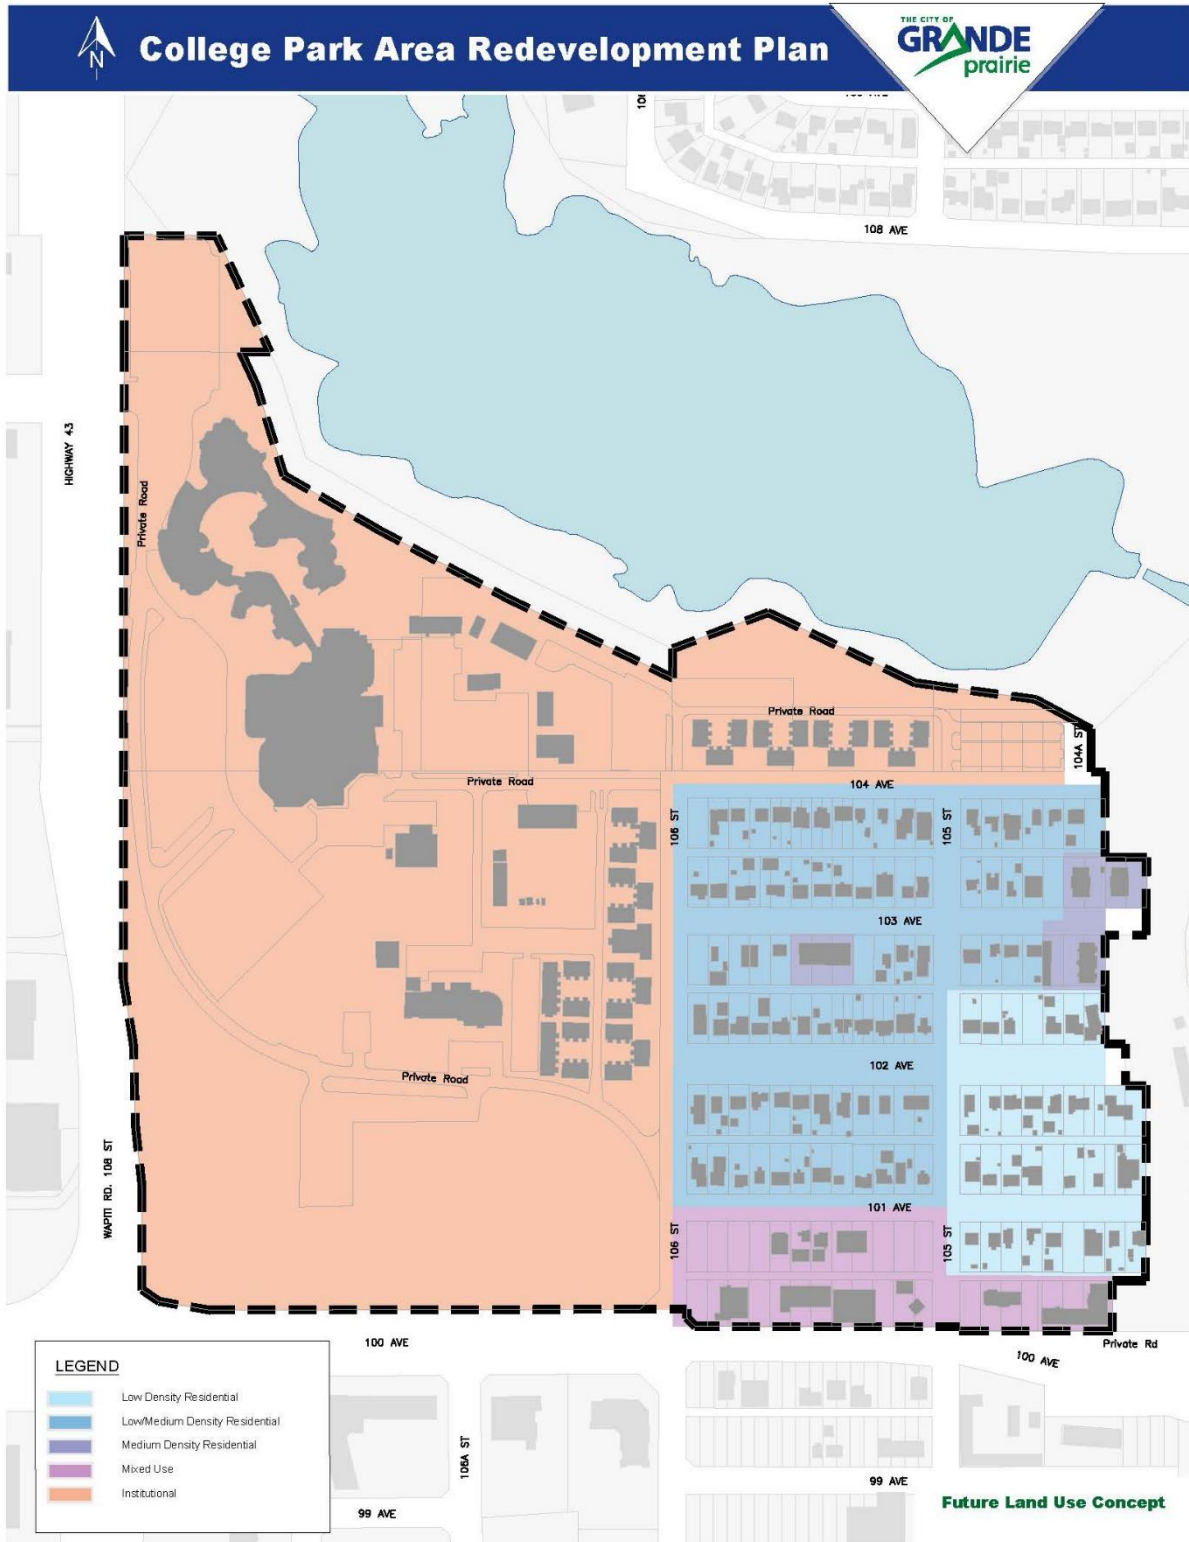 N
College Park Area Redevelopment Plan
THE CITY OF
GRANDE
prairie
108 AVE
HIGHWAY 43
Private Road
Private Road
104A ST
Private Road
104 AVE
106 ST
105 ST
103 AVE
102 AVE
Private Road
WAPITI RD. 108 ST
101 AVE
106 ST
105 ST
100 AVE
100 AVE
Private Rd
LEGEND
Low Density Residential
Low/Medium Density Residential
Medium Density Residential
Mixed Use
Institutional
106A ST
99 AVE
99 AVE
Future Land Use Concept